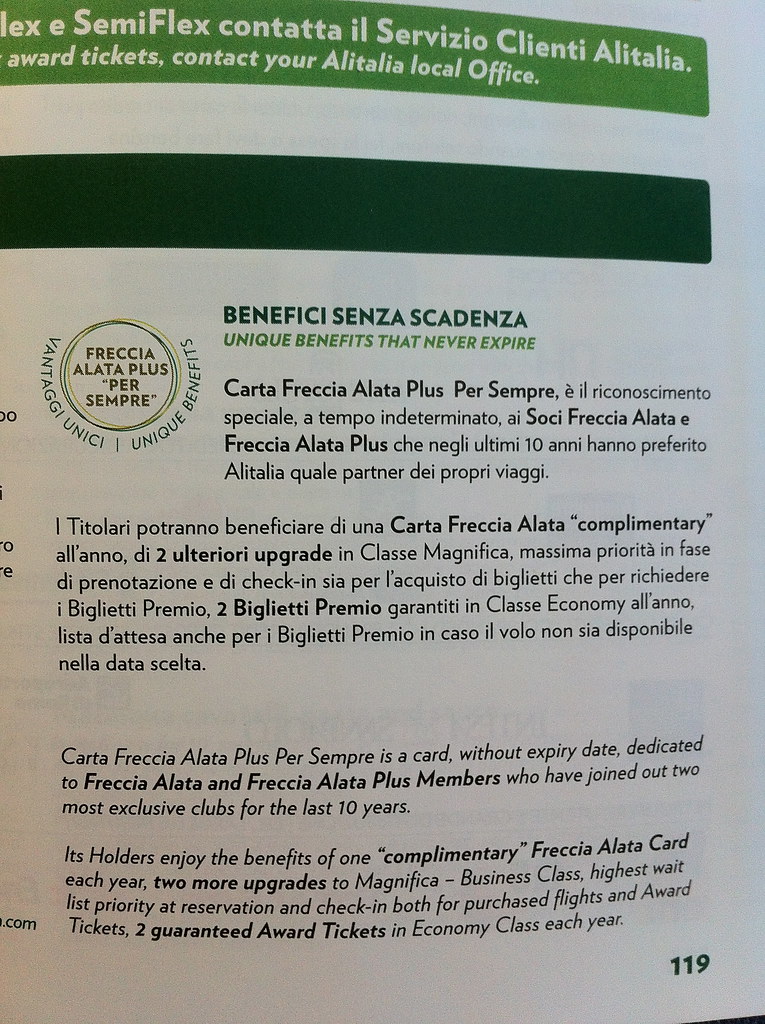 lex e SemiFlex contatta il Servizio Clienti Alitalia.
award tickets, contact your Alitalia local Office.
BENEFICI SENZA SCADENZA
UNIQUE BENEFITS THAT NEVER EXPIRE
FRECCIA
ALATA PLUS
"PER
SEMPRE"
VANTAGGI UNICI | UNIQUE BENEFITS
Carta Freccia Alata Plus Per Sempre, è il riconoscimento
speciale, a tempo indeterminato, ai Soci Freccia Alata e
Freccia Alata Plus che negli ultimi 10 anni hanno preferito
Alitalia quale partner dei propri viaggi.
I Titolari potranno beneficiare di una Carta Freccia Alata "complimentary"
all'anno, di 2 ulteriori upgrade in Classe Magnifica, massima priorità in fase
di prenotazione e di check-in sia per l'acquisto di biglietti che per richiedere
i Biglietti Premio, 2 Biglietti Premio garantiti in Classe Economy all'anno,
lista d'attesa anche per i Biglietti Premio in caso il volo non sia disponibile
nella data scelta.
Carta Freccia Alata Plus Per Sempre is a card, without expiry date, dedicated
to Freccia Alata and Freccia Alata Plus Members who have joined out two
most exclusive clubs for the last 10 years.
Its Holders enjoy the benefits of one "complimentary" Freccia Alata Card
each year, two more upgrades to Magnifica – Business Class, highest wait
list priority at reservation and check-in both for purchased flights and Award
Tickets, 2 guaranteed Award Tickets in Economy Class each year.
.com
119